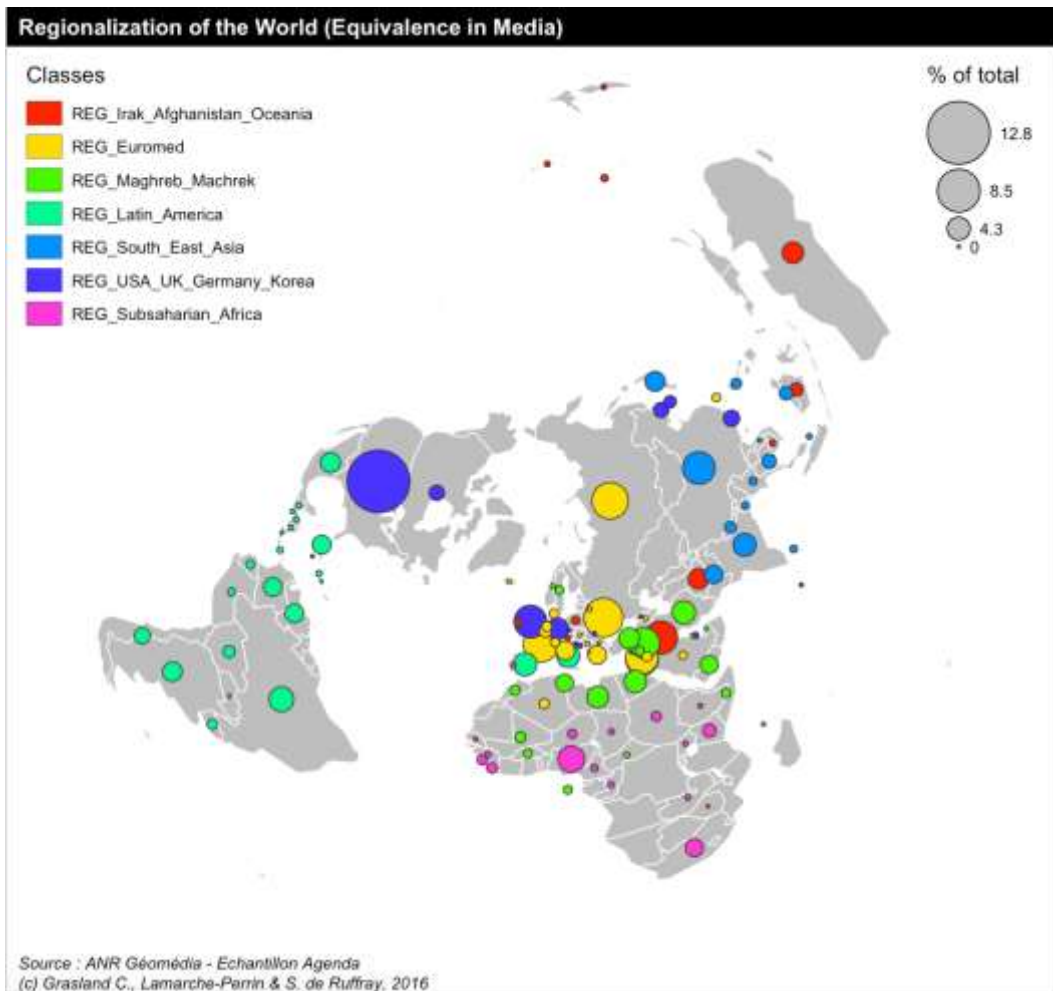 Regionalization of the World (Equivalence in Media)
Classes
REG_Irak_Afghanistan_Oceania
REG_Euromed
REG_Maghreb_Machrek
REG_Latin_America
REG_South_East_Asia
REG_USA_UK_Germany_Korea
REG_Subsaharian_Africa
% of total
12.8
8.5
4.3
0
Source : ANR Géomédia - Echantillon Agenda
(c) Grasland C., Lamarche-Perrin & S. de Ruffray, 2016